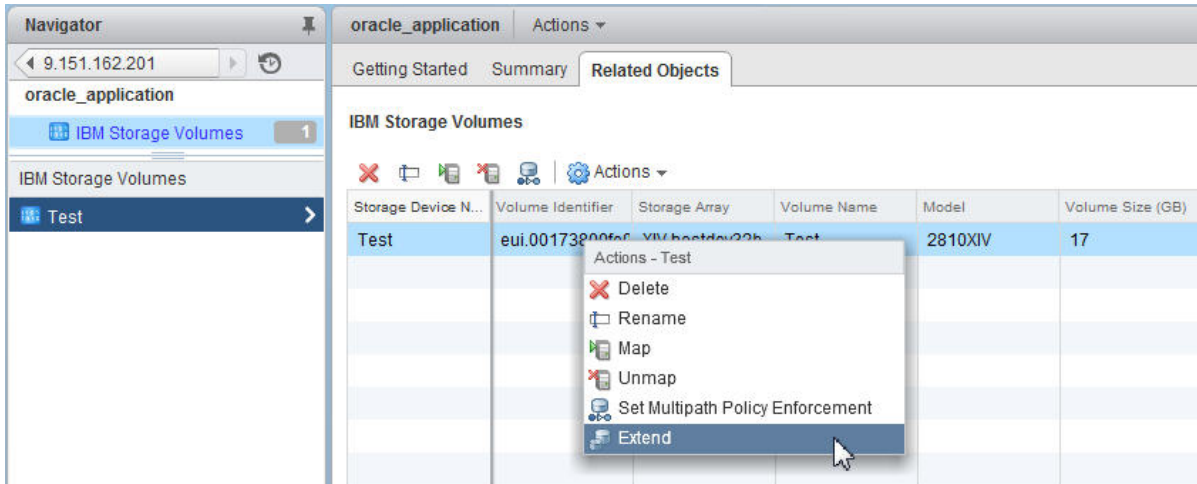 Navigator
9.151.162.201
oracle_application
IBM Storage Volumes 1
IBM Storage Volumes
Test
oracle_application Actions
Getting Started Summary Related Objects
IBM Storage Volumes
Actions
Storage Device N... Volume Identifier Storage Array Volume Name Model Volume Size (GB)
Test Test 2810XIV 17
Actions - Test
Delete
Rename
Map
Unmap
Set Multipath Policy Enforcement
Extend